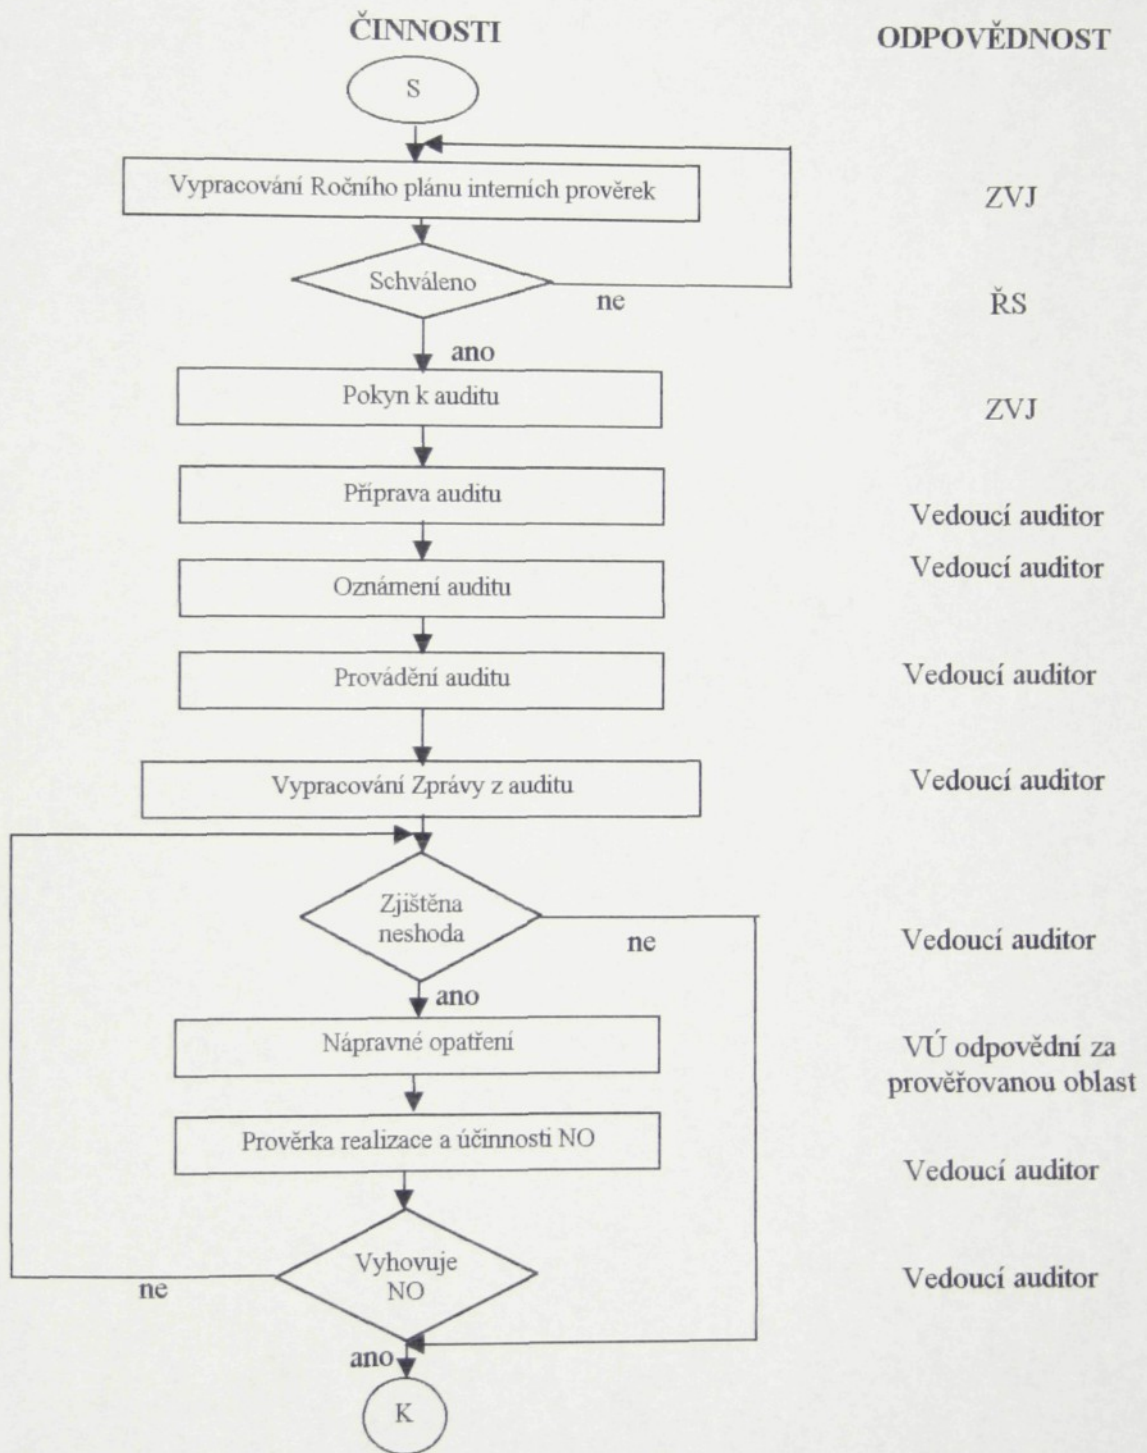 ČINNOSTI
ODPOVĚDNOST
S
Vypracování Ročního plánu interních prověrek
ZVJ
Schváleno
ne
ŘS
ano
Pokyn k auditu
ZVJ
Příprava auditu
Vedoucí auditor
Oznámení auditu
Vedoucí auditor
Provádění auditu
Vedoucí auditor
Vypracování Zprávy z auditu
Vedoucí auditor
Zjištěna
neshoda
ne
Vedoucí auditor
ano
Nápravné opatření
VÚ odpovědní za
prověřovanou oblast
Prověrka realizace a účinnosti NO
Vedoucí auditor
Vyhovuje
NO
ne
Vedoucí auditor
ano
K